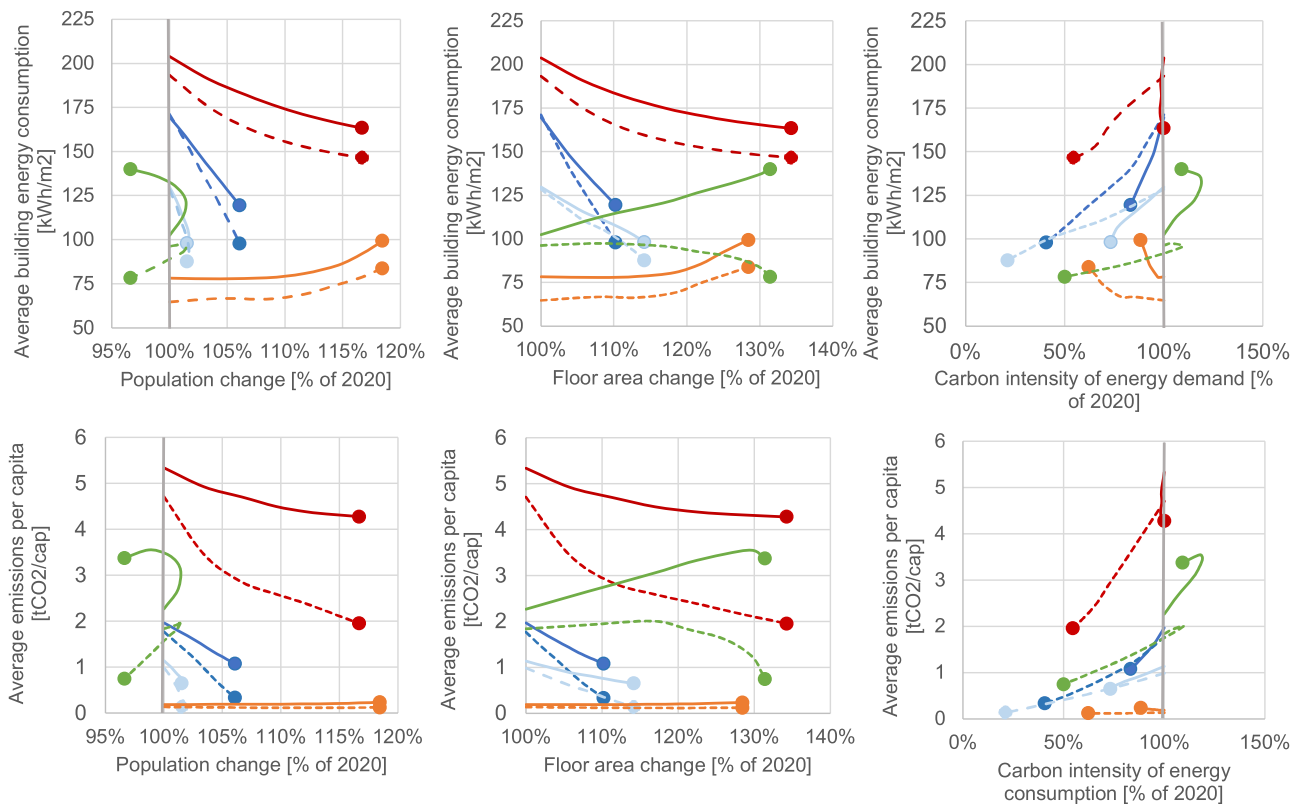 Average building energy consumption
[kWh/m2]
225
200
175
150
125
100
75
50
95% 100% 105% 110% 115% 120%
Population change [% of 2020]
Average building energy consumption
[kWh/m2]
225
200
175
150
125
100
75
50
100% 110% 120% 130% 140%
Floor area change [% of 2020]
Average building energy consumption
[kWh/m2]
225
200
175
150
125
100
75
50
0% 50% 100% 150%
Carbon intensity of energy demand [%
of 2020]
Average emissions per capita
[tCO2/cap]
6
5
4
3
2
1
0
95% 100% 105% 110% 115% 120%
Population change [% of 2020]
Average emissions per capita
[tCO2/cap]
6
5
4
3
2
1
0
100% 110% 120% 130% 140%
Floor area change [% of 2020]
Average emissions per capita
[tCO2/cap]
6
5
4
3
2
1
0
0% 50% 100% 150%
Carbon intensity of energy
consumption [% of 2020]